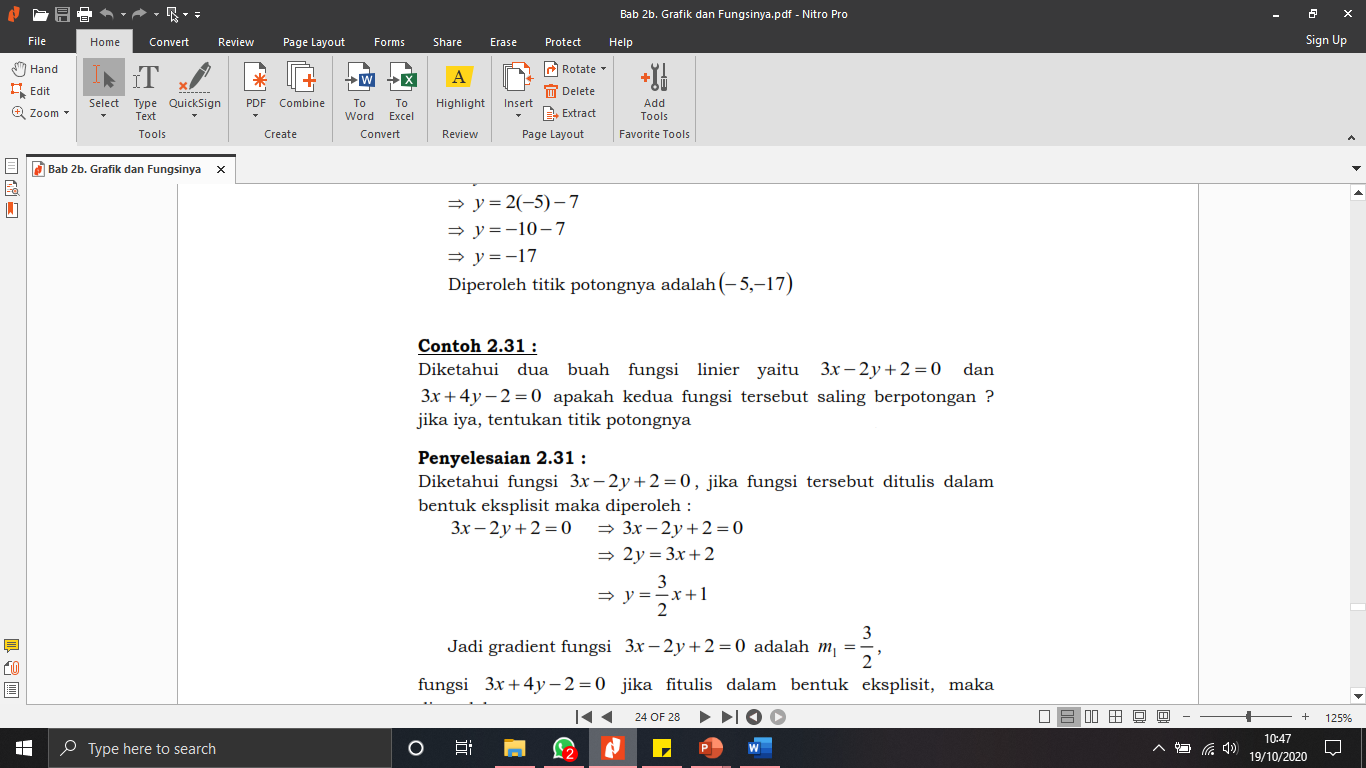 Bab 2b. Grafik dan Fungsinya.pdf - Nitro Pro
File Home Convert Review Page Layout Forms Share Erase Protect Help Sign Up
Hand
Edit
Zoom
Select
Type Text
QuickSign
Tools
PDF
Combine
Create
To Word
To Excel
Convert
Highlight
Review
Insert
Rotate
Delete
Extract
Page Layout
Add Tools
Favorite Tools
Bab 2b. Grafik dan Fungsinya
⇒ y = 2(−5) − 7
⇒ y = −10 − 7
⇒ y = −17
Diperoleh titik potongnya adalah (−5,−17)
Contoh 2.31 :
Diketahui dua buah fungsi linier yaitu 3x − 2y + 2 = 0 dan
3x + 4y − 2 = 0 apakah kedua fungsi tersebut saling berpotongan ?
jika iya, tentukan titik potongnya
Penyelesaian 2.31 :
Diketahui fungsi 3x − 2y + 2 = 0, jika fungsi tersebut ditulis dalam
bentuk eksplisit maka diperoleh :
3x − 2y + 2 = 0 ⇒ 3x − 2y + 2 = 0
⇒ 2y = 3x + 2
⇒ y = 3/2 x + 1
Jadi gradient fungsi 3x − 2y + 2 = 0 adalah m₁ = 3/2,
fungsi 3x + 4y − 2 = 0 jika fitulis dalam bentuk eksplisit, maka
24 OF 28
125%
Type here to search
2
10:47
19/10/2020